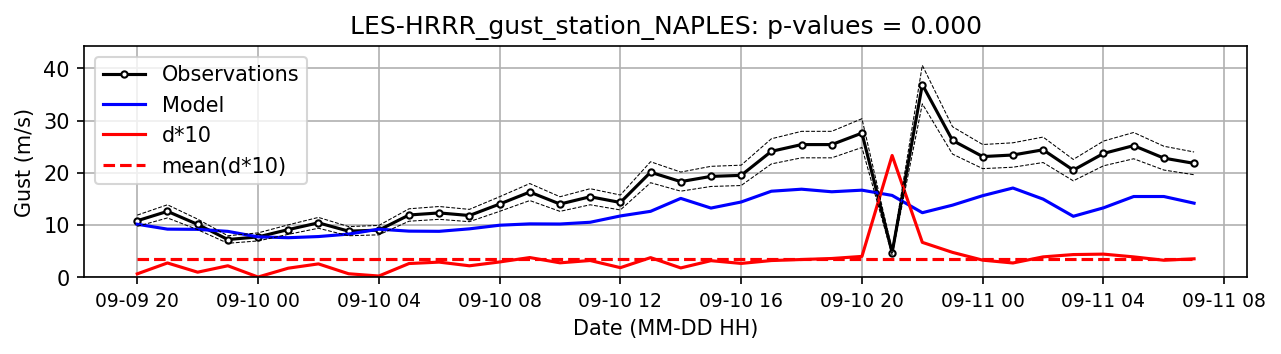 LES-HRRR_gust_station_NAPLES: p-values = 0.000
Gust (m/s)
40
30
20
10
0
Observations
Model
d*10
mean(d*10)
09-09 20 09-10 00 09-10 04 09-10 08 09-10 12 09-10 16 09-10 20 09-11 00 09-11 04 09-11 08
Date (MM-DD HH)